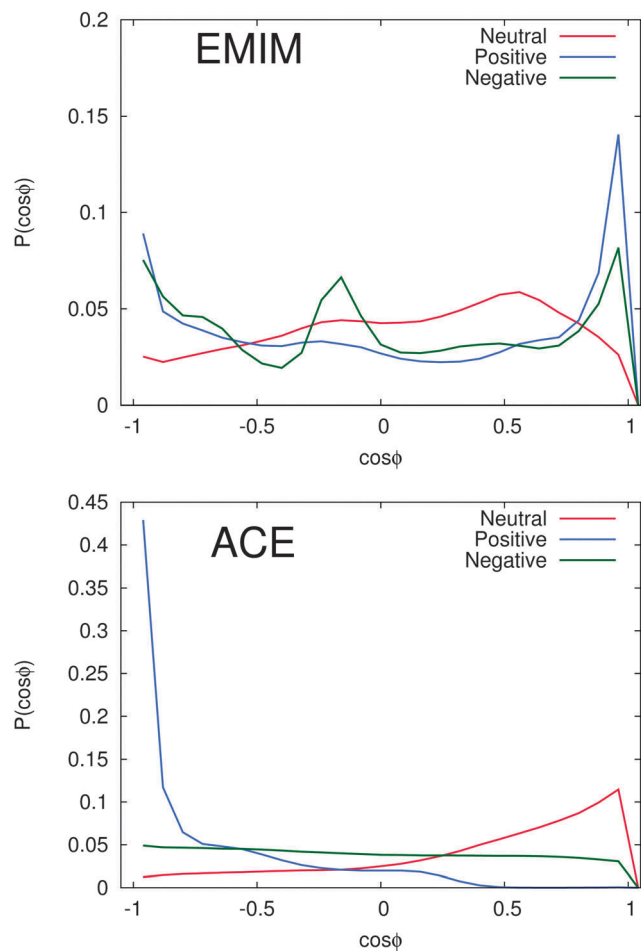 EMIM
Neutral
Positive
Negative
0.2
0.15
0.1
0.05
0
P(cosϕ)
-1 -0.5 0 0.5 1
cosϕ
ACE
Neutral
Positive
Negative
0.45
0.4
0.35
0.3
0.25
0.2
0.15
0.1
0.05
0
P(cosϕ)
-1 -0.5 0 0.5 1
cosϕ